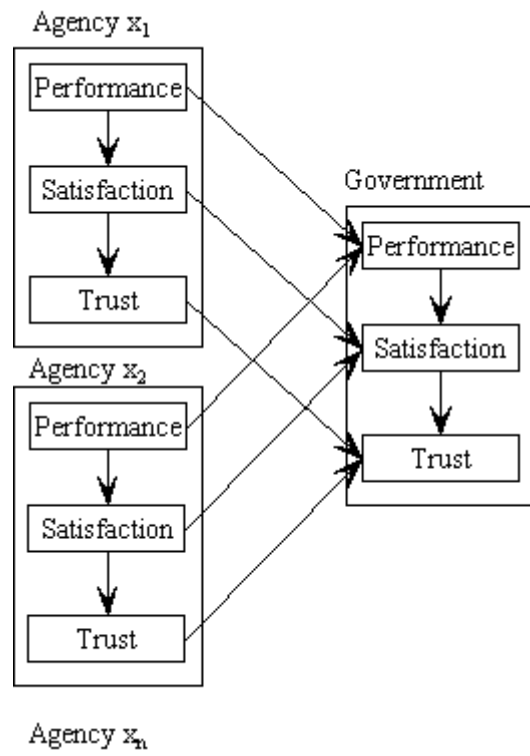 Agency x₁
Performance
Satisfaction
Trust
Agency x₂
Performance
Satisfaction
Trust
Agency xₙ
Government
Performance
Satisfaction
Trust